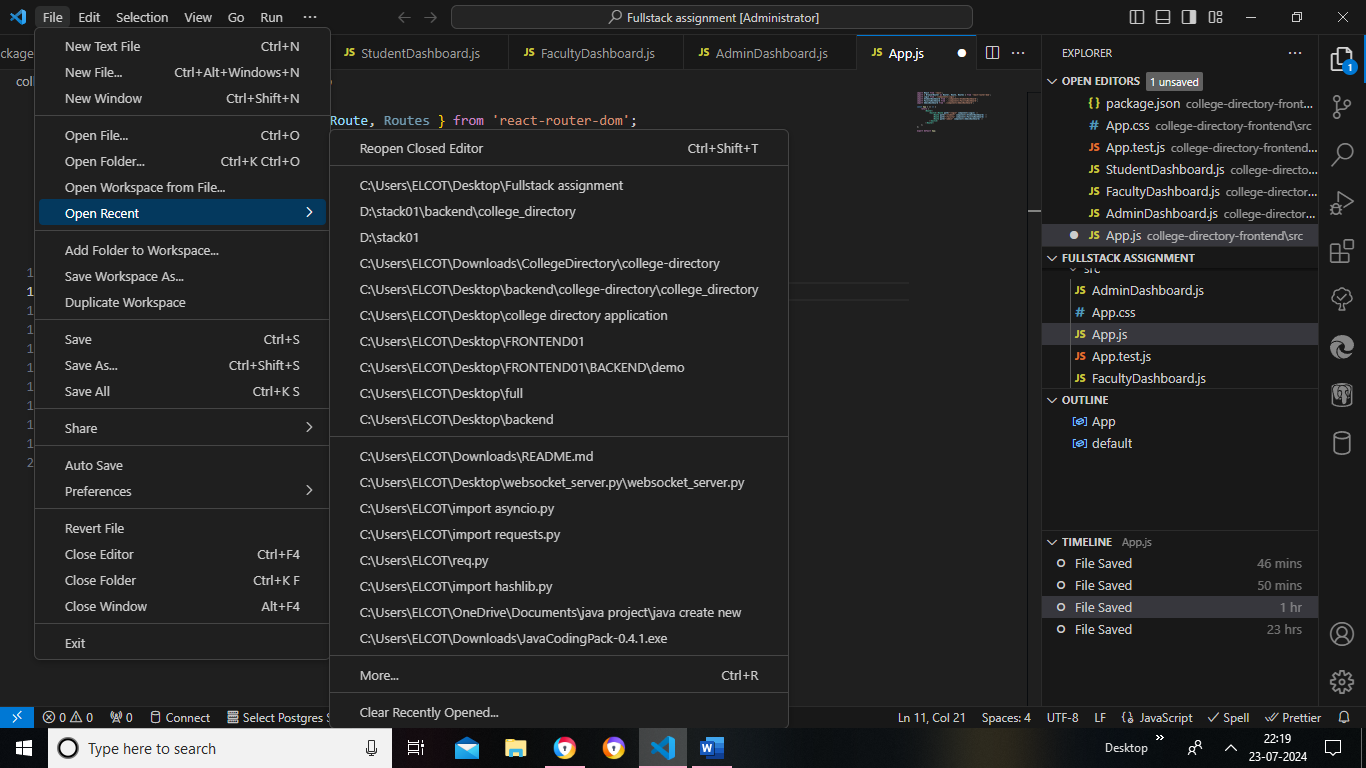 File Edit Selection View Go Run ···
Fullstack assignment [Administrator]
New Text File Ctrl+N
New File... Ctrl+Alt+Windows+N
New Window Ctrl+Shift+N
Open File... Ctrl+O
Open Folder... Ctrl+K Ctrl+O
Open Workspace from File...
Open Recent
Add Folder to Workspace...
Save Workspace As...
Duplicate Workspace
Save Ctrl+S
Save As... Ctrl+Shift+S
Save All Ctrl+K S
Share
Auto Save
Preferences
Revert File
Close Editor Ctrl+F4
Close Folder Ctrl+K F
Close Window Alt+F4
Exit
JS StudentDashboard.js
JS FacultyDashboard.js
JS AdminDashboard.js
JS App.js
Route, Routes } from 'react-router-dom';
Reopen Closed Editor Ctrl+Shift+T
C:\Users\ELCOT\Desktop\Fullstack assignment
D:\stack01\backend\college_directory
D:\stack01
C:\Users\ELCOT\Downloads\CollegeDirectory\college-directory
C:\Users\ELCOT\Desktop\backend\college-directory\college_directory
C:\Users\ELCOT\Desktop\college directory application
C:\Users\ELCOT\Desktop\FRONTEND01
C:\Users\ELCOT\Desktop\FRONTEND01\BACKEND\demo
C:\Users\ELCOT\Desktop\full
C:\Users\ELCOT\Desktop\backend
C:\Users\ELCOT\Downloads\README.md
C:\Users\ELCOT\Desktop\websocket_server.py\websocket_server.py
C:\Users\ELCOT\import asyncio.py
C:\Users\ELCOT\import requests.py
C:\Users\ELCOT\req.py
C:\Users\ELCOT\import hashlib.py
C:\Users\ELCOT\OneDrive\Documents\java project\java create new
C:\Users\ELCOT\Downloads\JavaCodingPack-0.4.1.exe
More... Ctrl+R
Clear Recently Opened...
EXPLORER
OPEN EDITORS 1 unsaved
{} package.json college-directory-front...
# App.css college-directory-frontend\src
JS App.test.js college-directory-frontend...
JS StudentDashboard.js college-directo...
JS FacultyDashboard.js college-director...
JS AdminDashboard.js college-director...
JS App.js college-directory-frontend\src
FULLSTACK ASSIGNMENT
src
JS AdminDashboard.js
# App.css
JS App.js
JS App.test.js
JS FacultyDashboard.js
OUTLINE
App
default
TIMELINE App.js
File Saved 46 mins
File Saved 50 mins
File Saved 1 hr
File Saved 23 hrs
1
0 0 0 Connect Select Postgres S
Ln 11, Col 21 Spaces: 4 UTF-8 LF {} JavaScript Spell Prettier
Type here to search
Desktop
22:19
23-07-2024